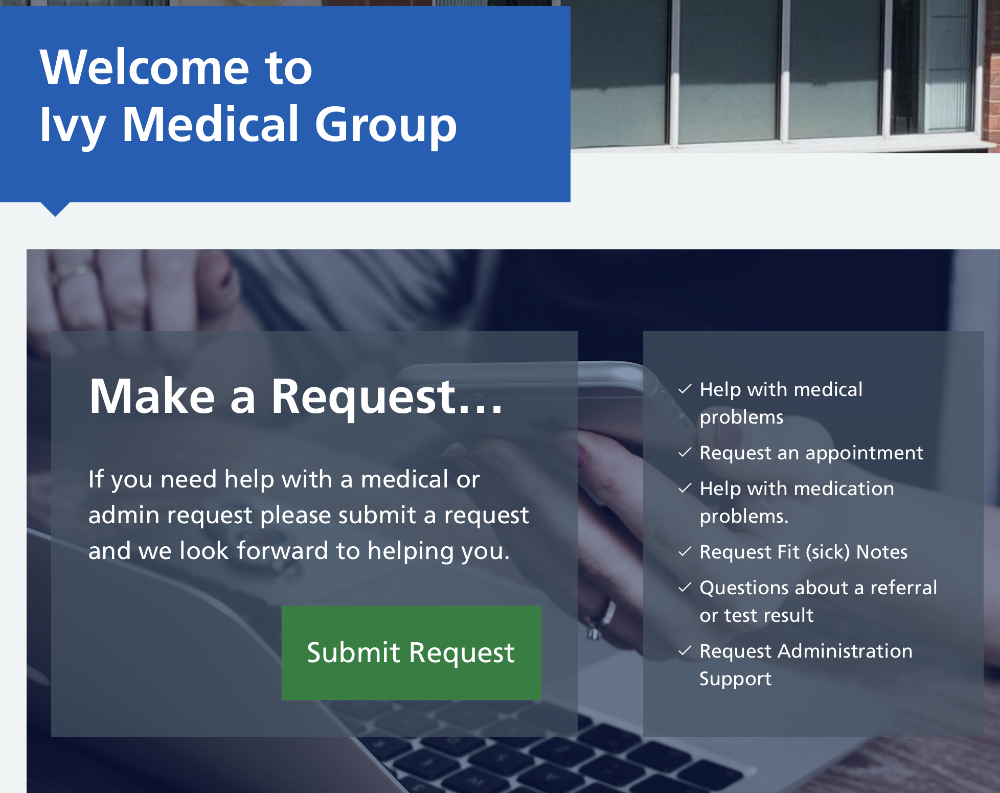 Welcome to
Ivy Medical Group
Make a Request...
If you need help with a medical or
admin request please submit a request
and we look forward to helping you.
Submit Request
Help with medical
problems
Request an appointment
Help with medication
problems.
Request Fit (sick) Notes
Questions about a referral
or test result
Request Administration
Support